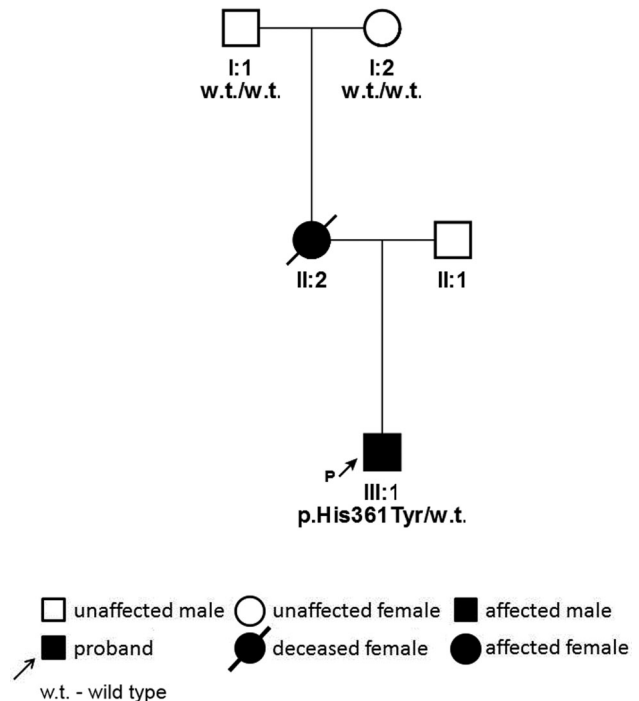 I:1 I:2
w.t./w.t. w.t./w.t.
II:2 II:1
P
III:1
p.His361Tyr/w.t.
unaffected male unaffected female affected male
proband deceased female affected female
w.t. - wild type